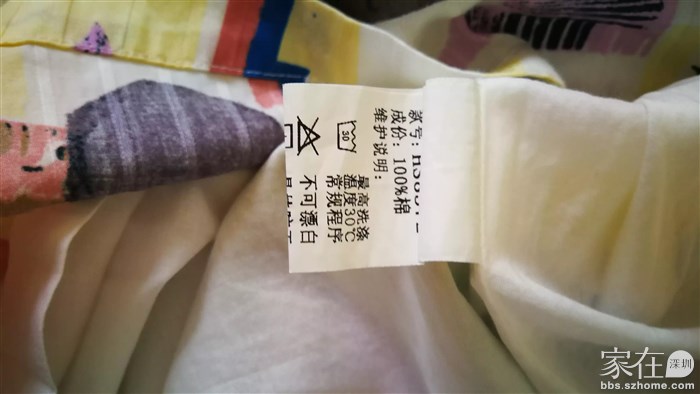 款号:
成份: 100%棉
维护说明:
30
最高洗涤
温度30℃
常规程序
不可漂白
家在深圳
bbs.szhome.com